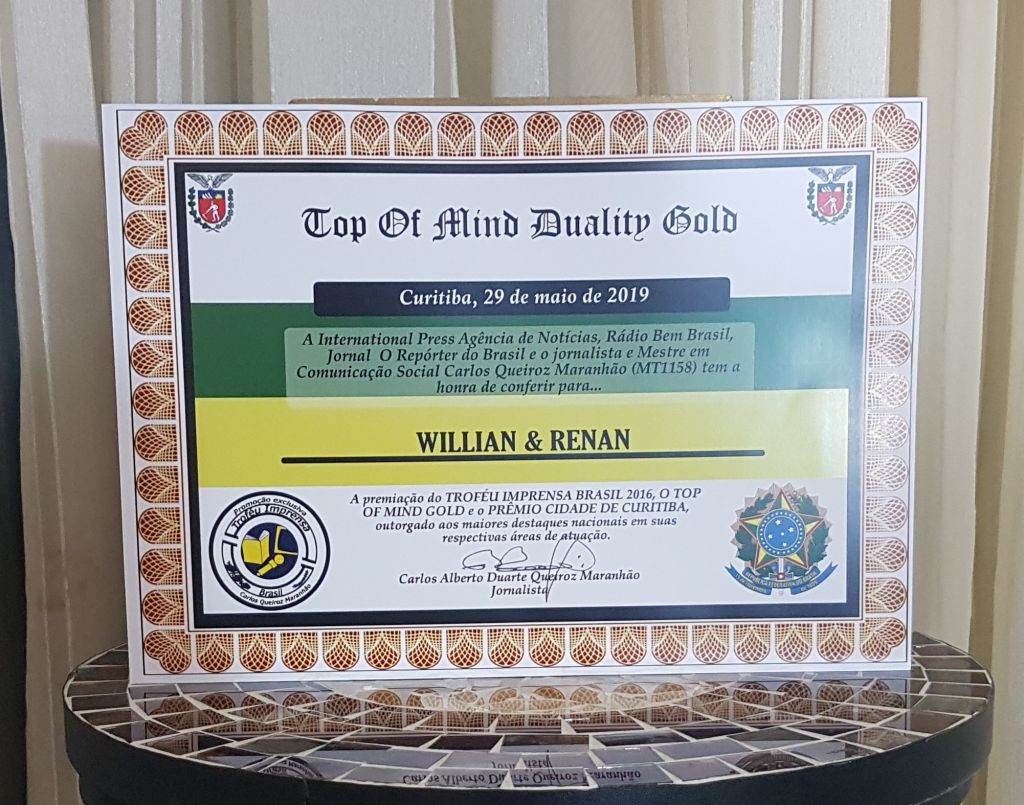 Top Of Mind Duality Gold
Curitiba, 29 de maio de 2019
A International Press Agência de Notícias, Rádio Bem Brasil,
Jornal O Repórter do Brasil e o jornalista e Mestre em
Comunicação Social Carlos Queiroz Maranhão (MT1158) tem a
honra de conferir para...
WILLIAN & RENAN
A premiação do TROFÉU IMPRENSA BRASIL 2016, O TOP
OF MIND GOLD e o PRÊMIO CIDADE DE CURITIBA,
outorgado aos maiores destaques nacionais em suas
respectivas áreas de atuação.
Carlos Alberto Duarte Queiroz Maranhão
Jornalista
Promoção exclusiva
Troféu Imprensa
Brasil
Carlos Queiroz Maranhão
REPÚBLICA FEDERATIVA DO BRASIL